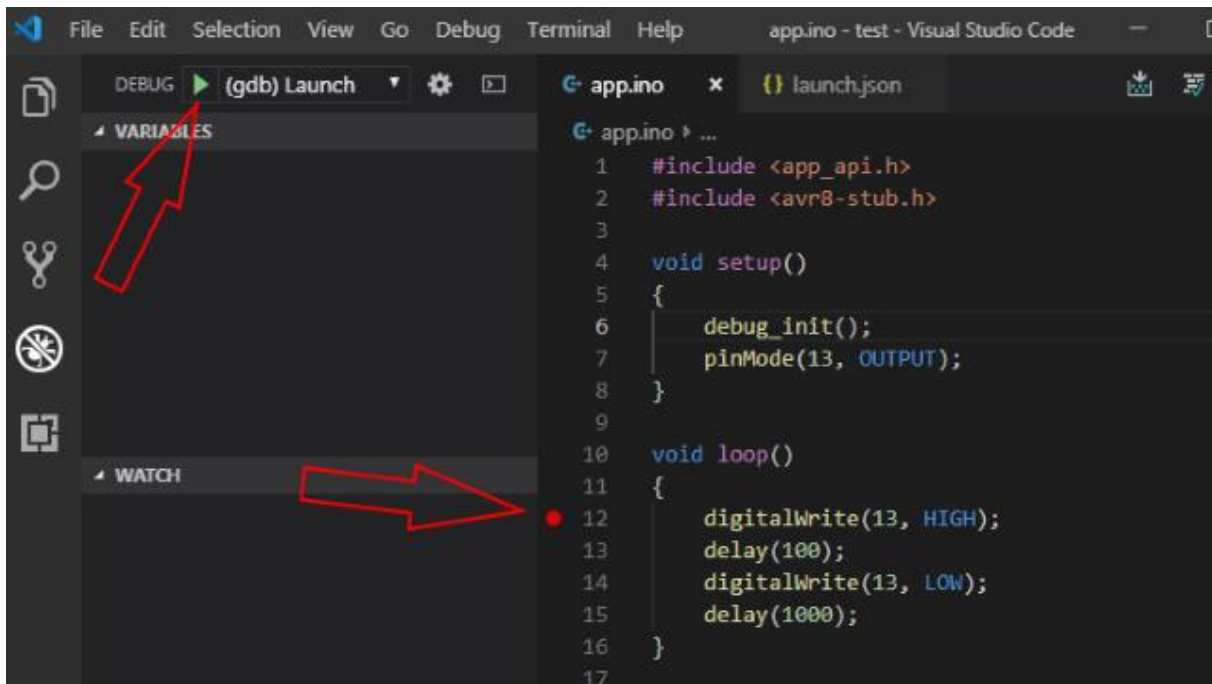 File Edit Selection View Go Debug Terminal Help app.ino - test - Visual Studio Code
DEBUG (gdb) Launch
VARIABLES
WATCH
app.ino × {} launch.json
app.ino ...
1 #include <app_api.h>
2 #include <avr8-stub.h>
3
4 void setup()
5 {
6 debug_init();
7 pinMode(13, OUTPUT);
8 }
9
10 void loop()
11 {
12 digitalWrite(13, HIGH);
13 delay(100);
14 digitalWrite(13, LOW);
15 delay(1000);
16 }
17